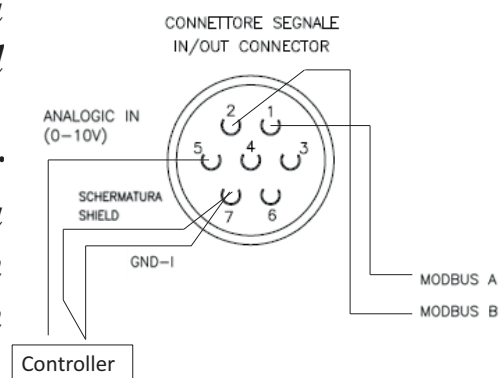 CONNETTORE SEGNALE
IN/OUT CONNECTOR
ANALOGIC IN
(0-10V)
2
1
5
4
3
SCHERMATURA
SHIELD
7
6
GND-I
MODBUS A
MODBUS B
Controller